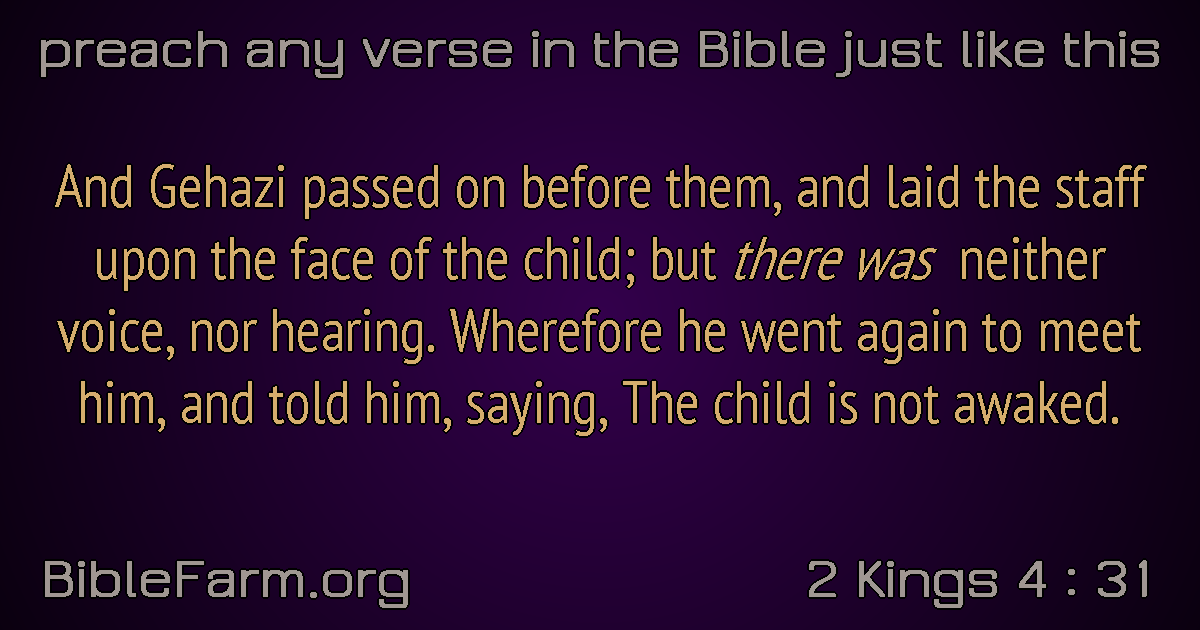 preach any verse in the Bible just like this
And Gehazi passed on before them, and laid the staff
upon the face of the child; but there was neither
voice, nor hearing. Wherefore he went again to meet
him, and told him, saying, The child is not awaked.
BibleFarm.org
2 Kings 4 : 31